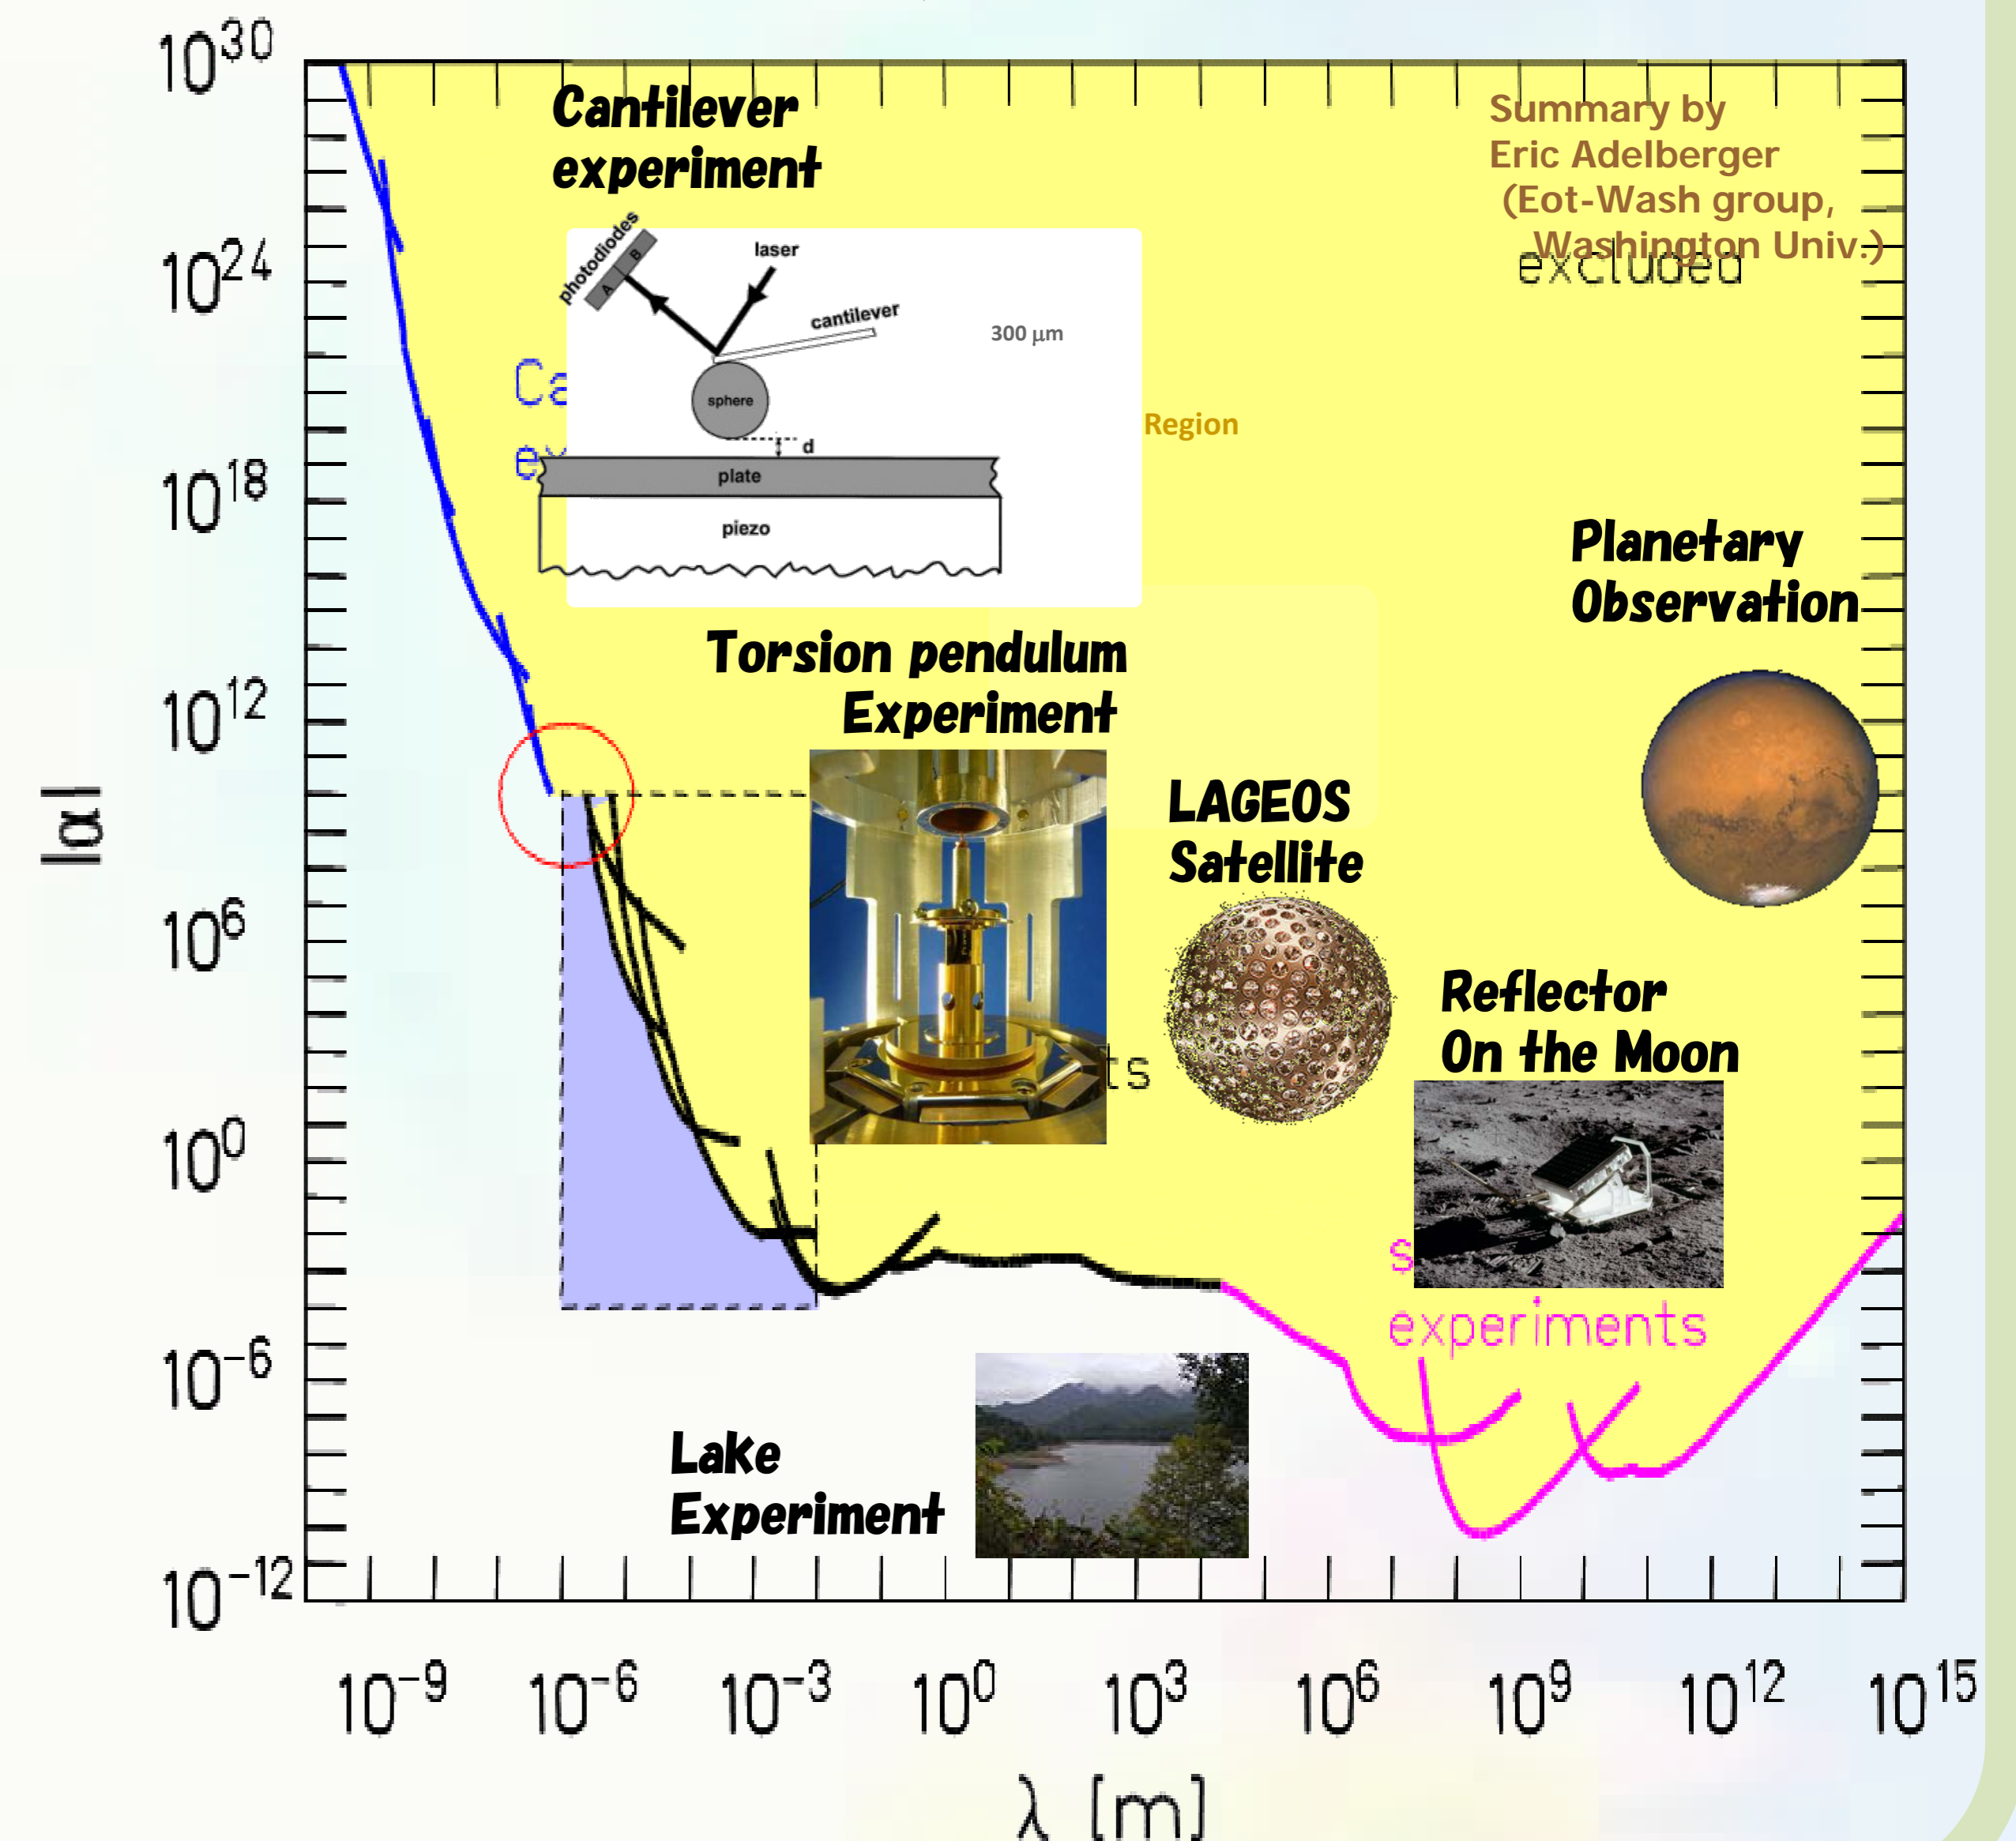 10^30
10^24
10^18
10^12
10^6
10^0
10^-6
10^-12
|α|
Cantilever
experiment
Summary by
Eric Adelberger
(Eot-Wash group,
Washington Univ.)
excluded
photodiodes
A
B
laser
cantilever
300 μm
sphere
d
plate
piezo
Ca
ex
Region
Planetary
Observation
Torsion pendulum
Experiment
LAGEOS
Satellite
Reflector
On the Moon
ts
s
experiments
Lake
Experiment
10^-9
10^-6
10^-3
10^0
10^3
10^6
10^9
10^12
10^15
λ [m]